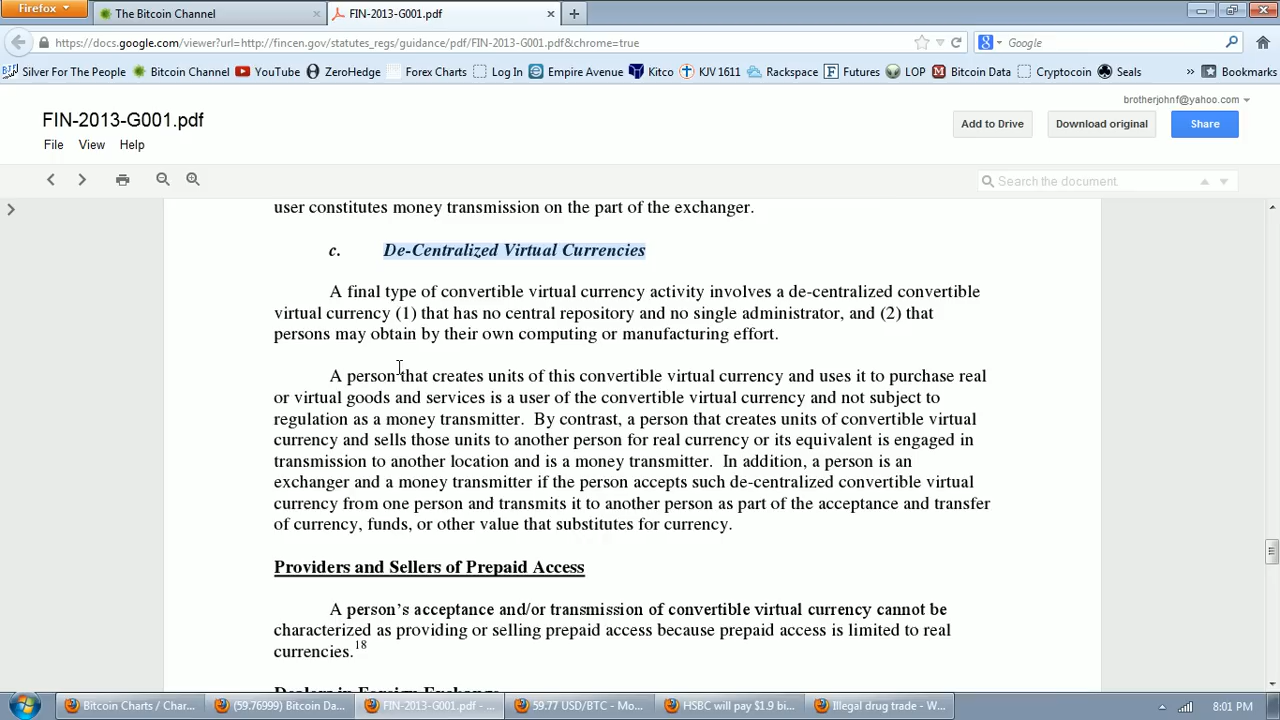 Firefox
The Bitcoin Channel
FIN-2013-G001.pdf
https://docs.google.com/viewer?url=http://fincen.gov/statutes_regs/guidance/pdf/FIN-2013-G001.pdf&chrome=true
Google
Silver For The People
Bitcoin Channel
YouTube
ZeroHedge
Forex Charts
Log In
Empire Avenue
Kitco
KJV 1611
Rackspace
Futures
LOP
Bitcoin Data
Cryptocoin
Seals
»
Bookmarks
brotherjohnf@yahoo.com
FIN-2013-G001.pdf
Add to Drive
Download original
Share
File View Help
Search the document
user constitutes money transmission on the part of the exchanger.
c. De-Centralized Virtual Currencies
A final type of convertible virtual currency activity involves a de-centralized convertible
virtual currency (1) that has no central repository and no single administrator, and (2) that
persons may obtain by their own computing or manufacturing effort.
A person that creates units of this convertible virtual currency and uses it to purchase real
or virtual goods and services is a user of the convertible virtual currency and not subject to
regulation as a money transmitter. By contrast, a person that creates units of convertible virtual
currency and sells those units to another person for real currency or its equivalent is engaged in
transmission to another location and is a money transmitter. In addition, a person is an
exchanger and a money transmitter if the person accepts such de-centralized convertible virtual
currency from one person and transmits it to another person as part of the acceptance and transfer
of currency, funds, or other value that substitutes for currency.
Providers and Sellers of Prepaid Access
A person's acceptance and/or transmission of convertible virtual currency cannot be
characterized as providing or selling prepaid access because prepaid access is limited to real
currencies.18
Dealers in Foreign Exchange
Bitcoin Charts / Char...
(59.76999) Bitcoin Da...
FIN-2013-G001.pdf - ...
59.77 USD/BTC - Mo...
HSBC will pay $1.9 bi...
Illegal drug trade - W...
8:01 PM